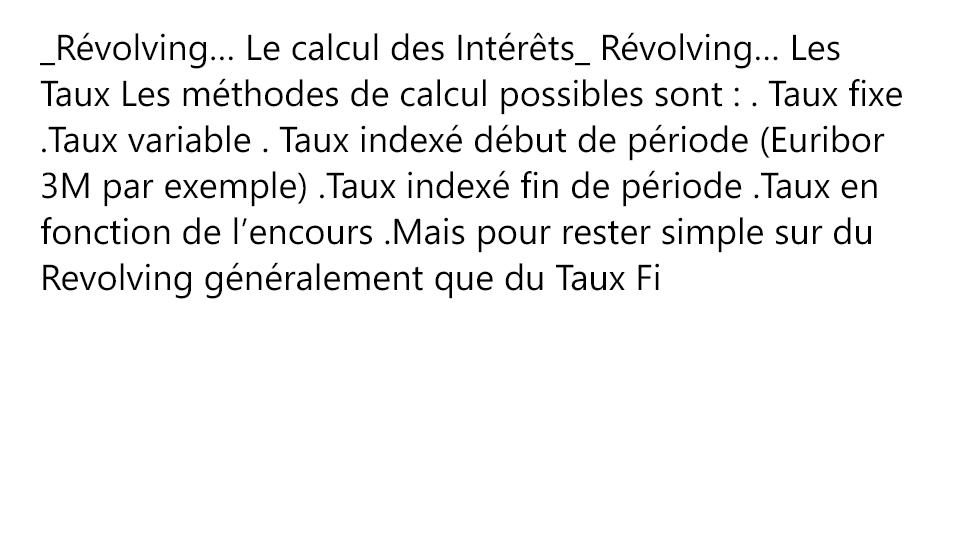 _Révolving... Le calcul des Intérêts_ Révolving... Les
Taux Les méthodes de calcul possibles sont : . Taux fixe
.Taux variable . Taux indexé début de période (Euribor
3M par exemple) .Taux indexé fin de période .Taux en
fonction de l’encours .Mais pour rester simple sur du
Revolving généralement que du Taux Fi